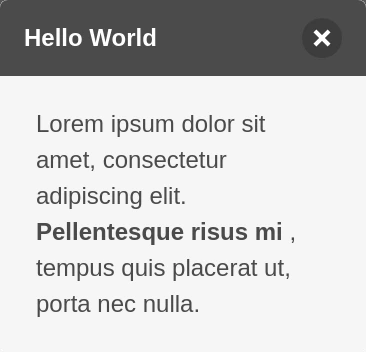 Hello World
Lorem ipsum dolor sit
amet, consectetur
adipiscing elit.
Pellentesque risus mi ,
tempus quis placerat ut,
porta nec nulla.